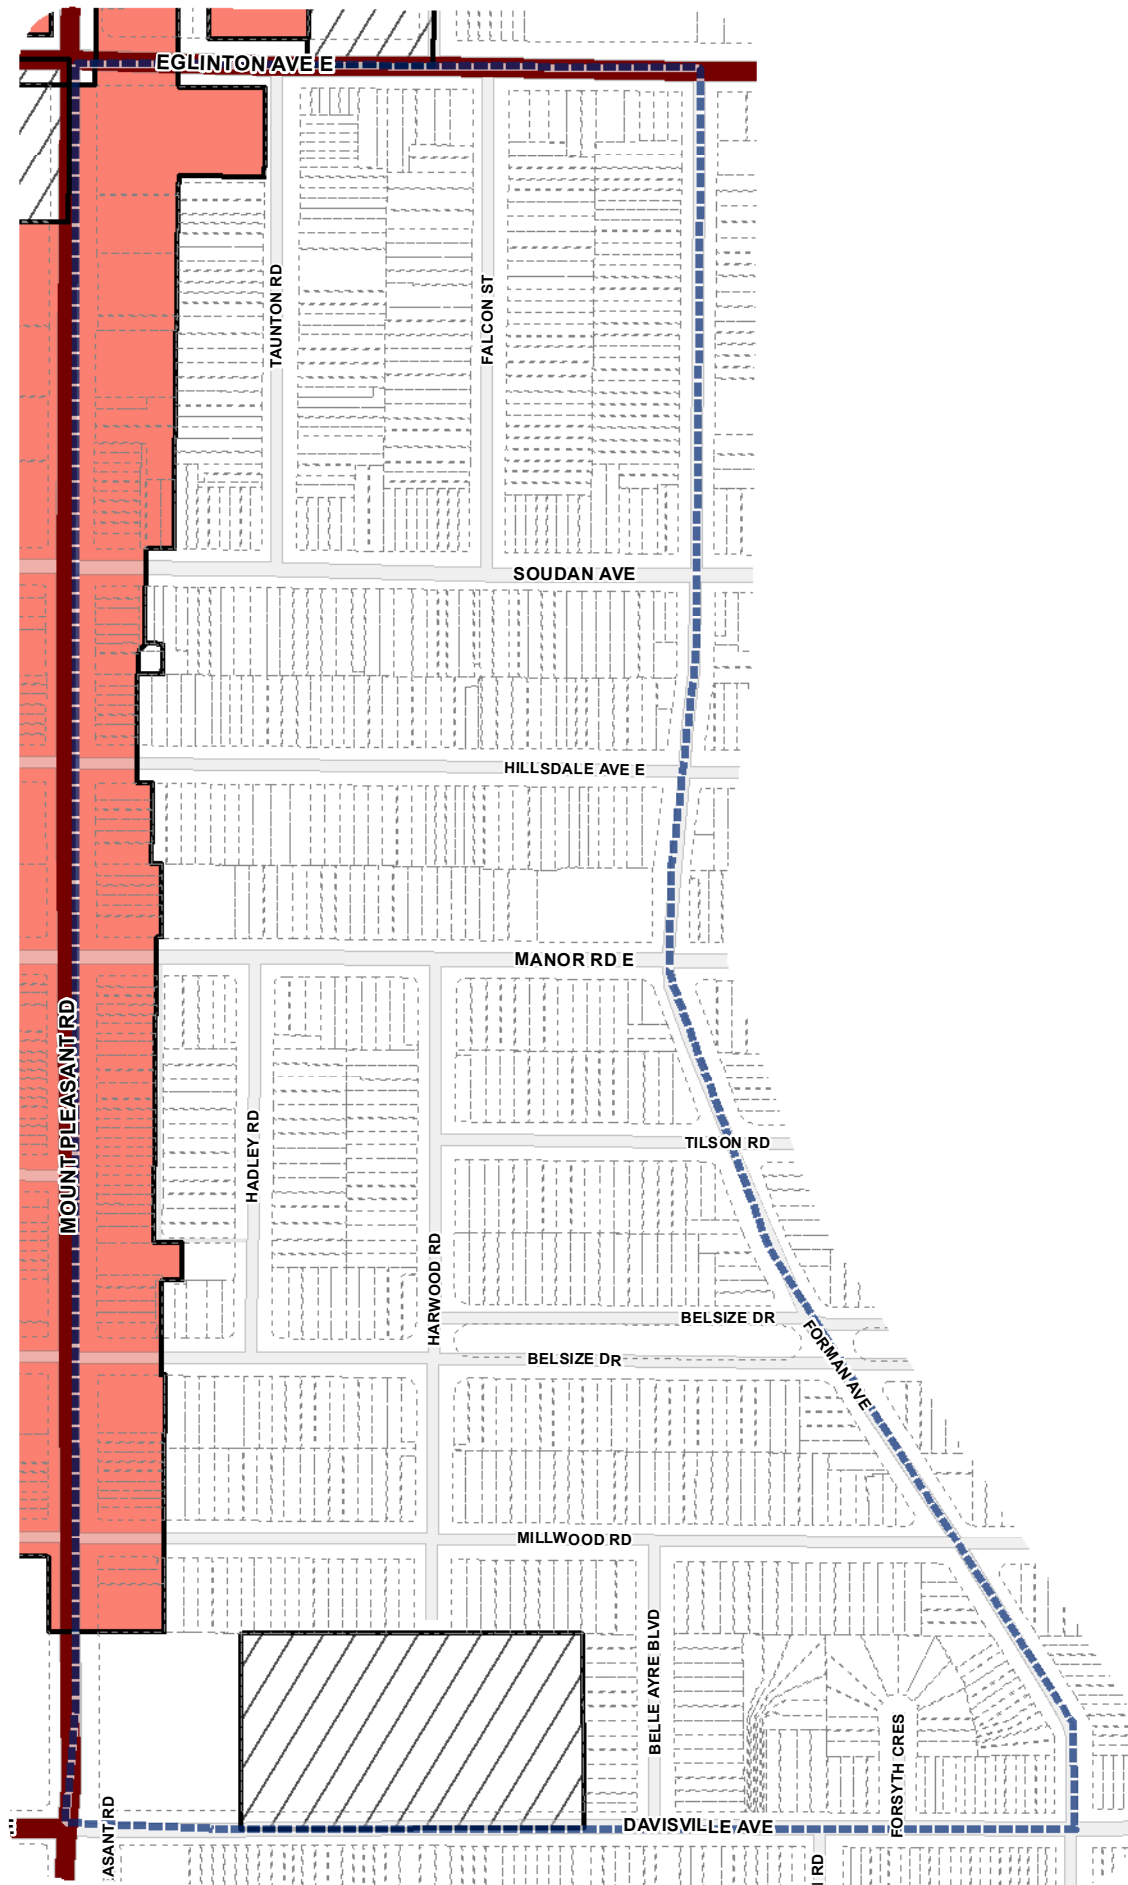 EGLINTON AVE E
TAUNTON RD
FALCON ST
SOUDAN AVE
HILLSDALE AVE E
MANOR RD E
MOUNT PLEASANT RD
HADLEY RD
TILSON RD
HARWOOD RD
BELSIZE DR
FORMAN AVE
BELSIZE DR
MILLWOOD RD
BELLE AYRE BLVD
FORSYTH CRES
DAVISVILLE AVE
ASANT RD
RD